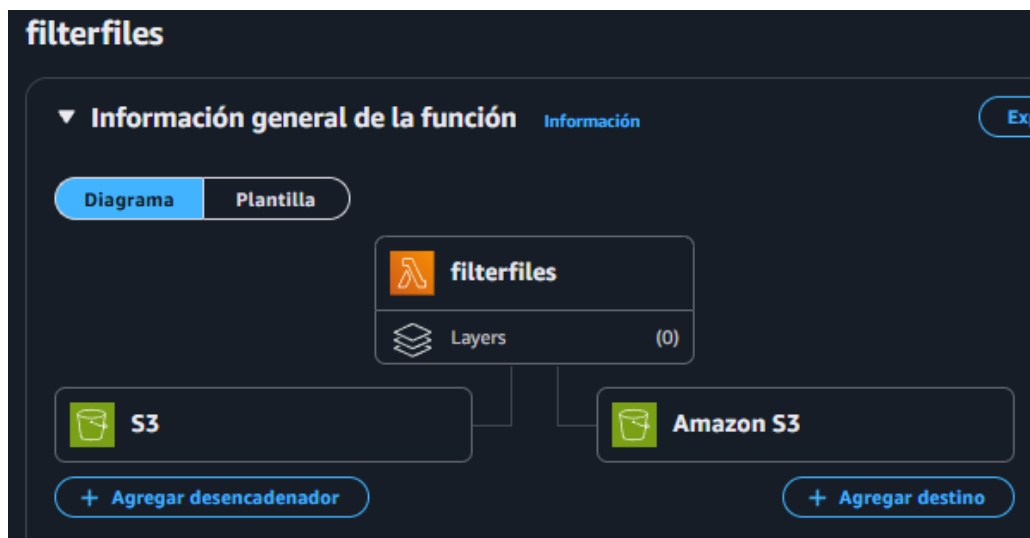 filterfiles
▼ Información general de la función Información
Diagrama Plantilla
filterfiles
Layers (0)
S3
Amazon S3
+ Agregar desencadenador
+ Agregar destino